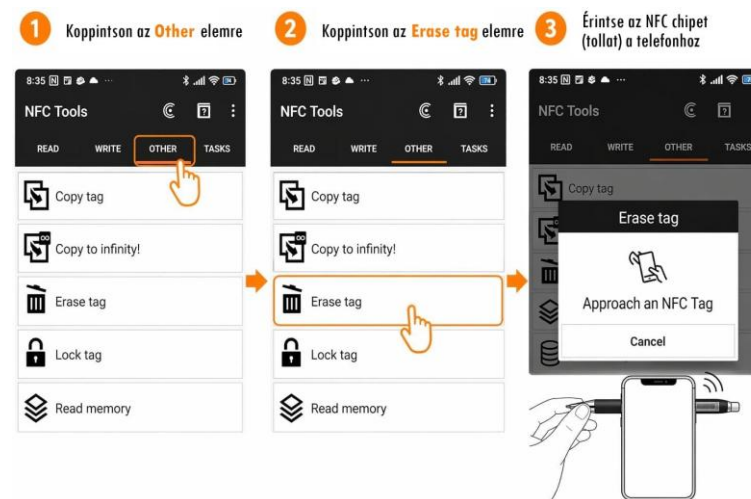 1 Koppintson az Other elemre
8:35
NFC Tools
READ WRITE OTHER TASKS
Copy tag
Copy to infinity!
Erase tag
Lock tag
Read memory
2 Koppintson az Erase tag elemre
8:35
NFC Tools
READ WRITE OTHER TASKS
Copy tag
Copy to infinity!
Erase tag
Lock tag
Read memory
3 Érintse az NFC chipet
(tollat) a telefonhoz
8:35
NFC Tools
READ WRITE OTHER TASKS
Copy tag
Erase tag
Approach an NFC Tag
Cancel